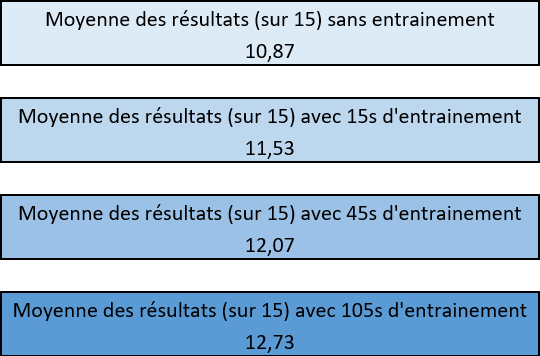 Moyenne des résultats (sur 15) sans entrainement
10,87
Moyenne des résultats (sur 15) avec 15s d'entrainement
11,53
Moyenne des résultats (sur 15) avec 45s d'entrainement
12,07
Moyenne des résultats (sur 15) avec 105s d'entrainement
12,73